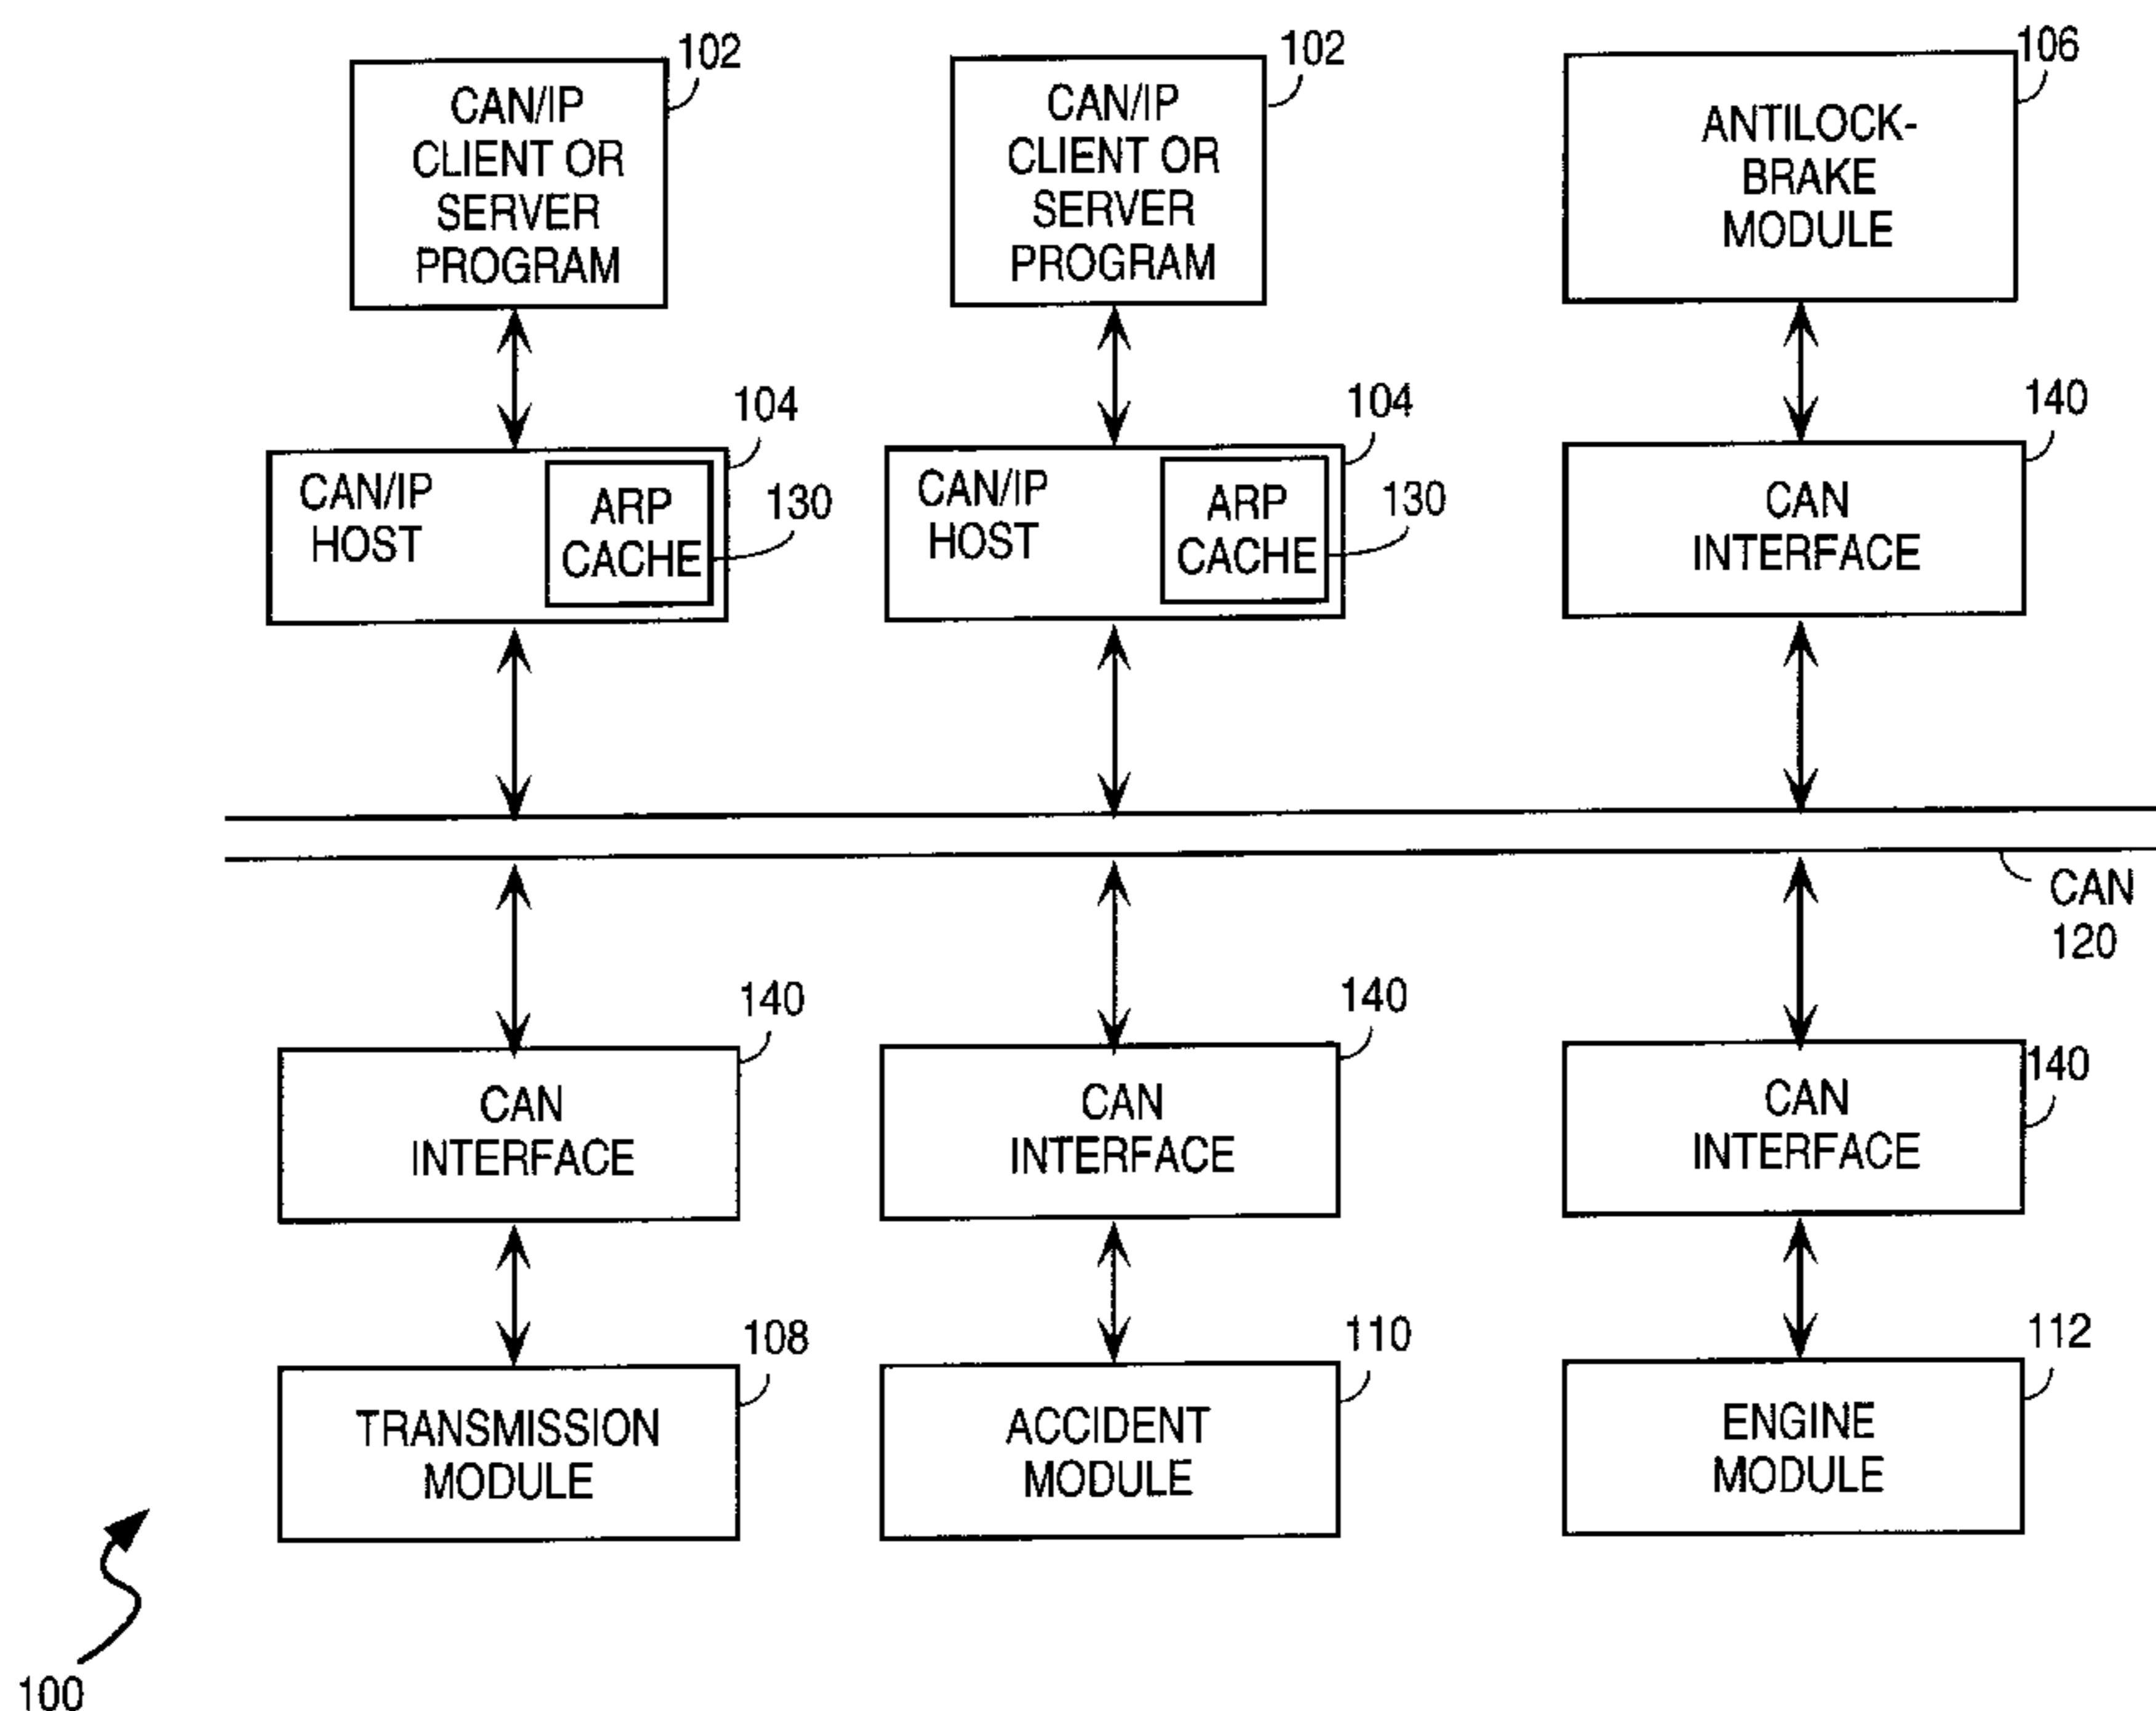 102
CAN/IP
CLIENT OR
SERVER
PROGRAM
102
CAN/IP
CLIENT OR
SERVER
PROGRAM
106
ANTILOCK-
BRAKE
MODULE
104
CAN/IP
HOST
ARP
CACHE
130
104
CAN/IP
HOST
ARP
CACHE
130
140
CAN
INTERFACE
CAN
120
140
CAN
INTERFACE
140
CAN
INTERFACE
140
CAN
INTERFACE
108
TRANSMISSION
MODULE
110
ACCIDENT
MODULE
112
ENGINE
MODULE
100